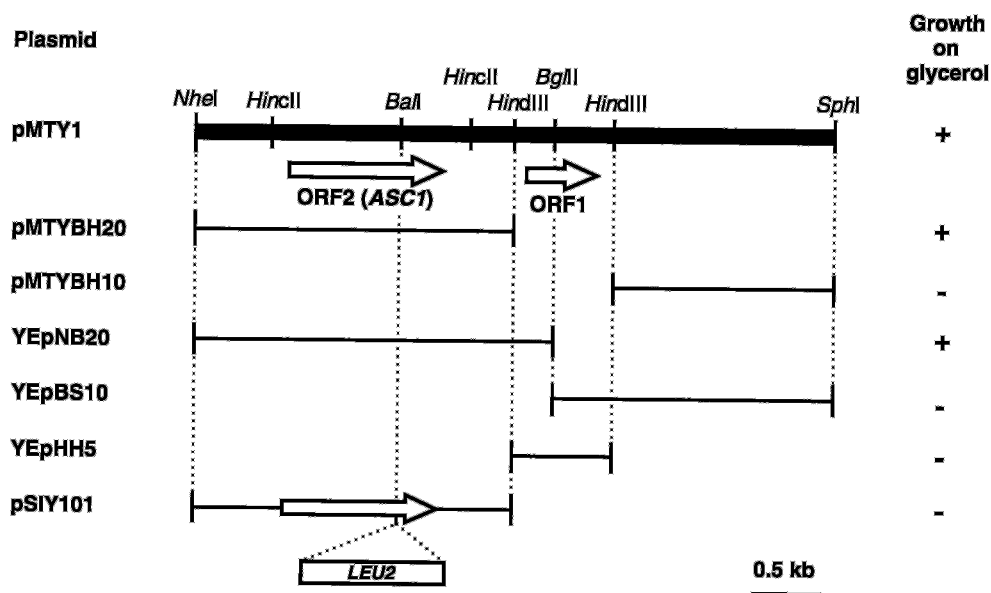 Plasmid
Growth
on
glycerol
HincII BglII
NheI HincII BalI HindIII HindIII SphI
pMTY1 +
ORF2 (ASC1) ORF1
pMTYBH20 +
pMTYBH10 -
YEpNB20 +
YEpBS10 -
YEpHH5 -
pSIY101 -
LEU2
0.5 kb